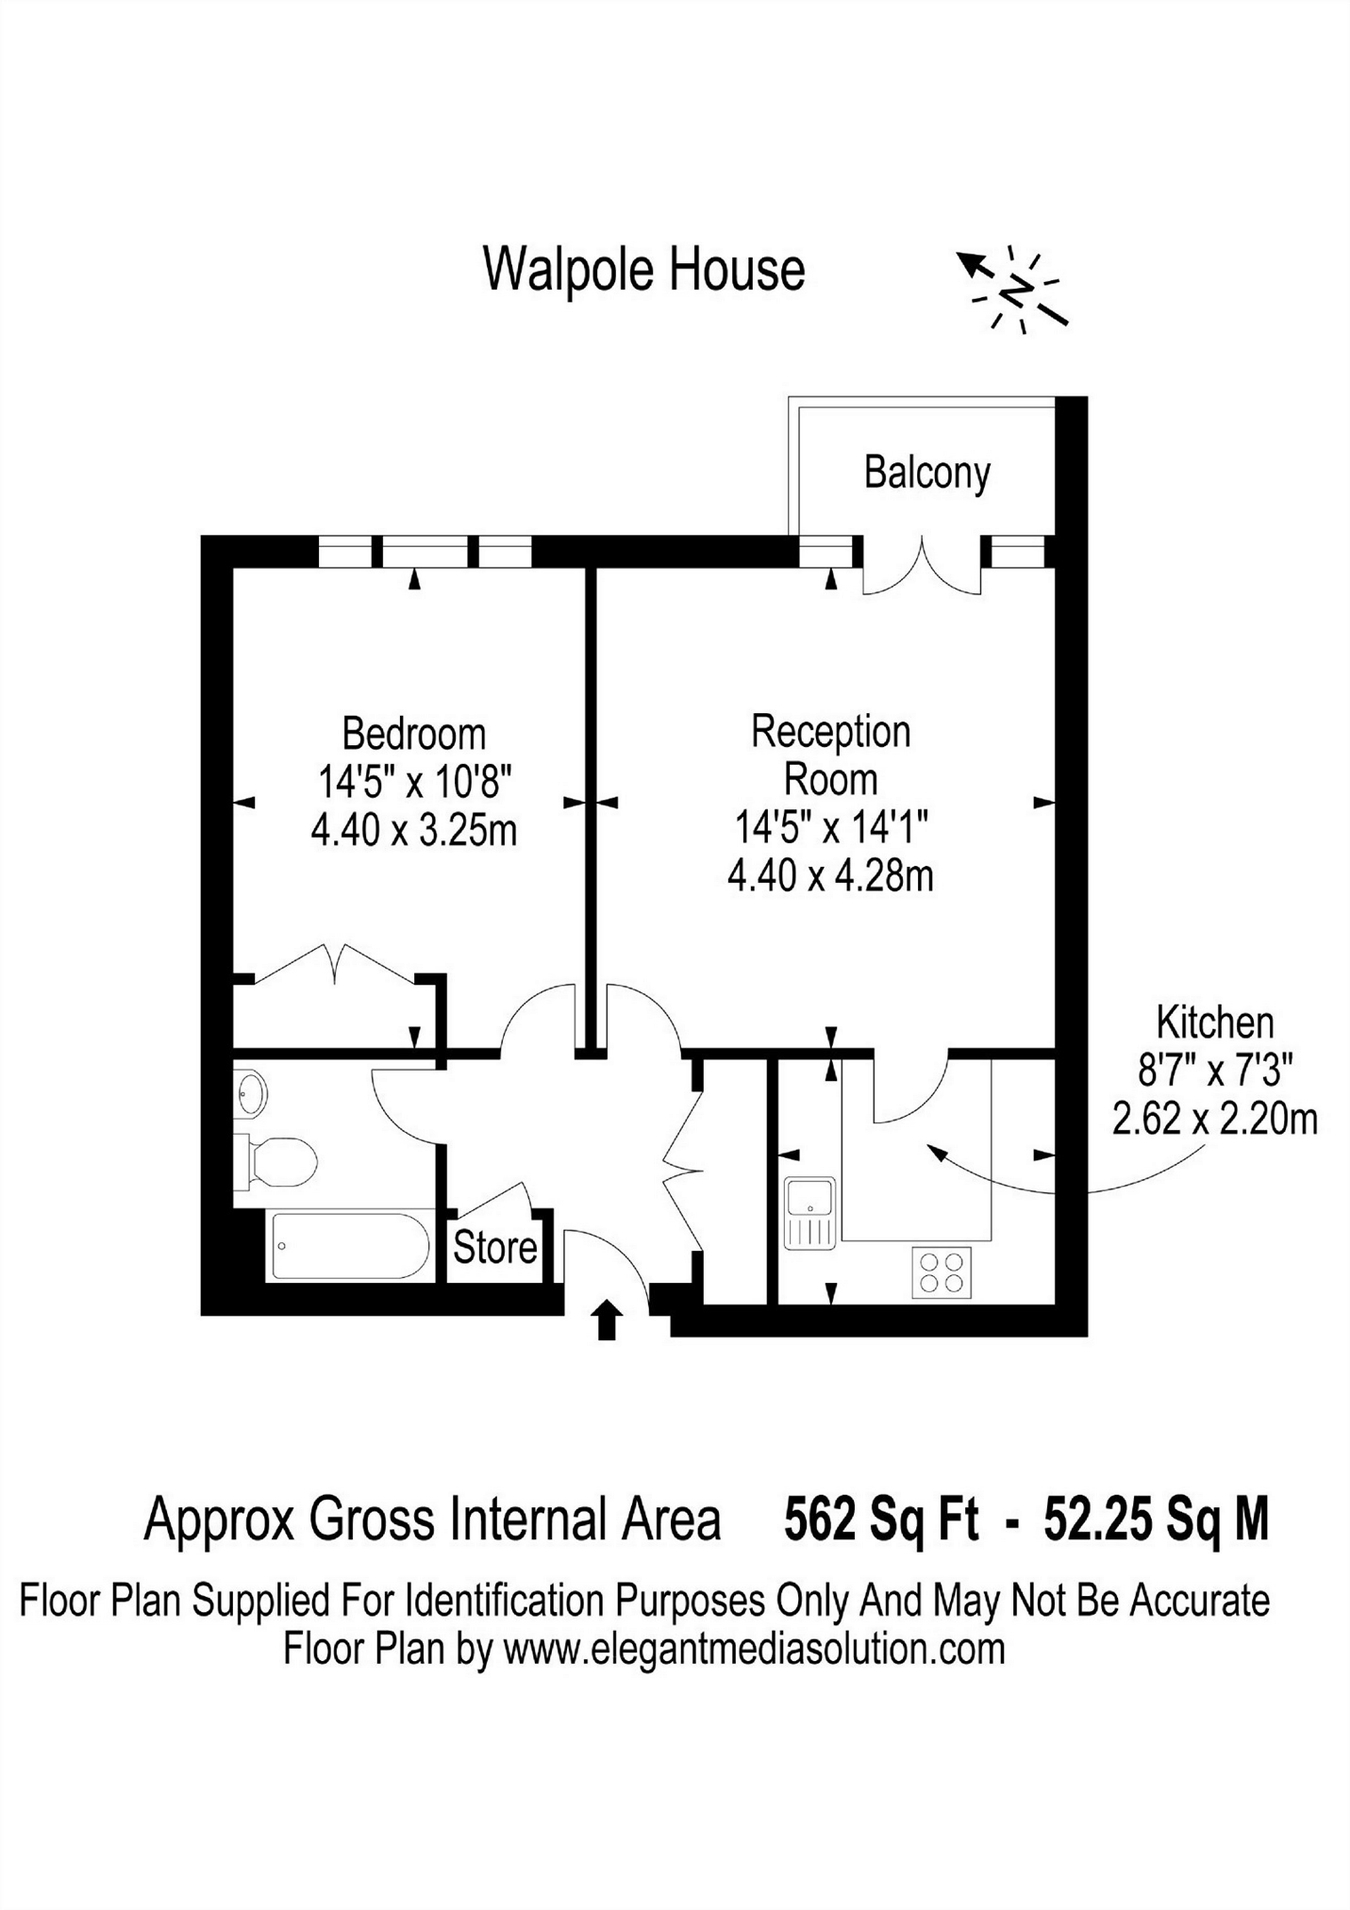 Walpole House
N
Balcony
Bedroom
14'5" x 10'8"
4.40 x 3.25m
Reception
Room
14'5" x 14'1"
4.40 x 4.28m
Kitchen
8'7" x 7'3"
2.62 x 2.20m
Store
Approx Gross Internal Area 562 Sq Ft - 52.25 Sq M
Floor Plan Supplied For Identification Purposes Only And May Not Be Accurate
Floor Plan by www.elegantmediasolution.com